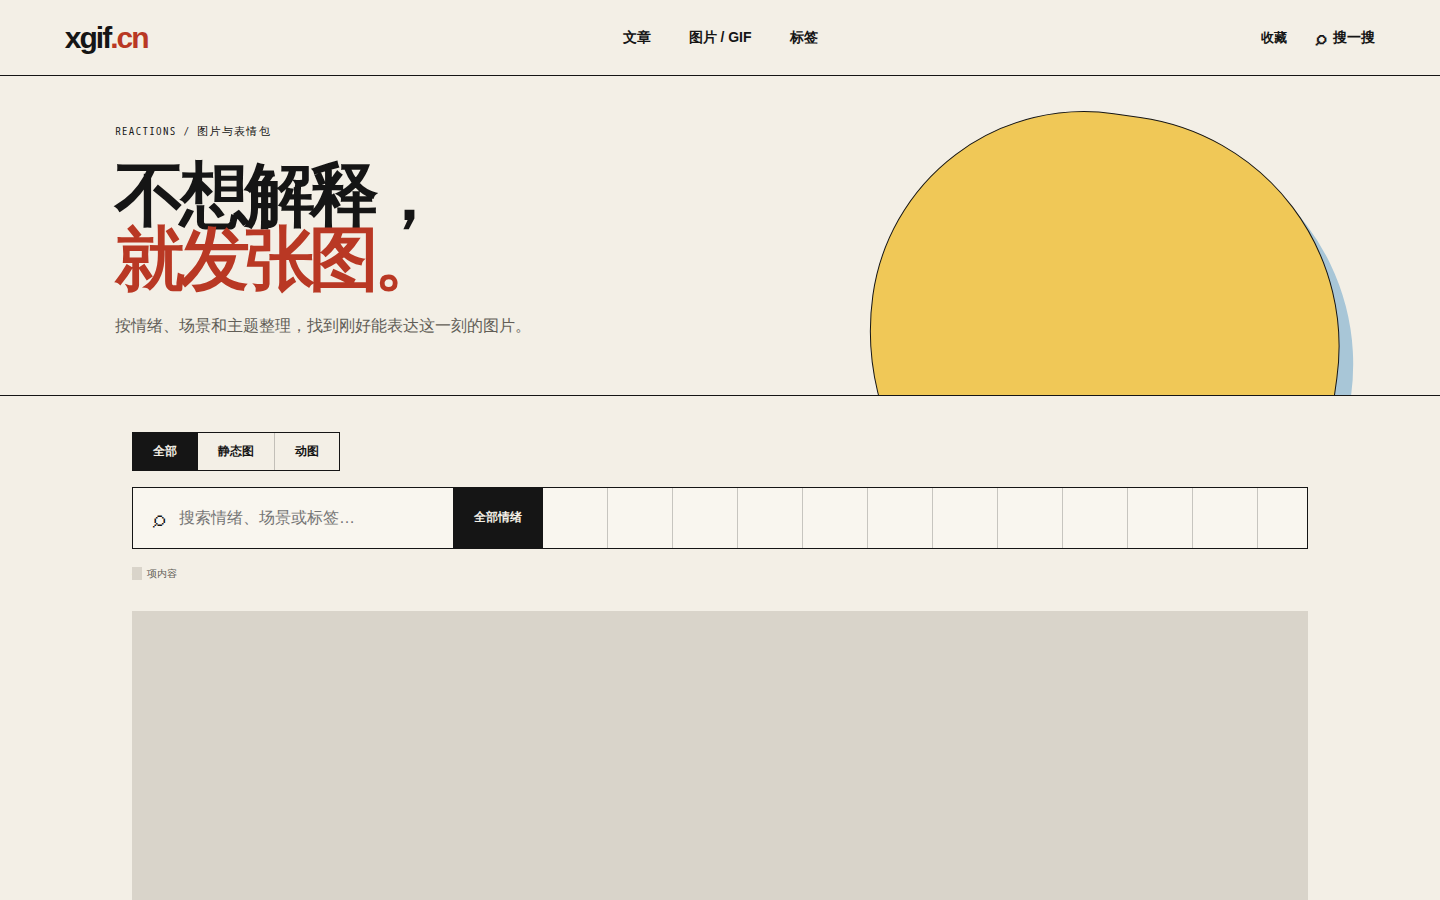 xgif.cn
文章
图片 / GIF
标签
收藏
搜一搜
REACTIONS / 图片与表情包
不想解释，
就发张图。
按情绪、场景和主题整理，找到刚好能表达这一刻的图片。
全部
静态图
动图
搜索情绪、场景或标签…
全部情绪
项内容